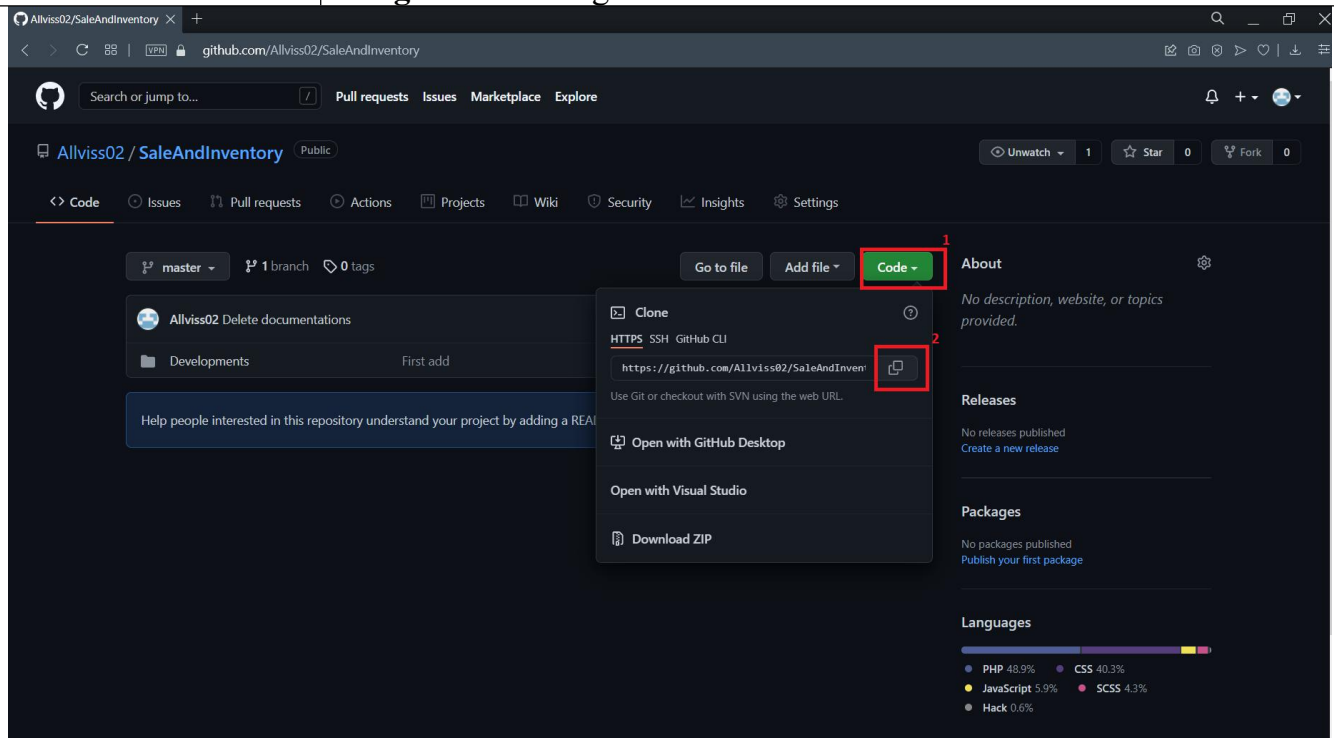 Allviss02/SaleAndInventory
VPN github.com/Allviss02/SaleAndInventory
Search or jump to... / Pull requests Issues Marketplace Explore
Allviss02 / SaleAndInventory Public
Unwatch 1 Star 0 Fork 0
<> Code Issues Pull requests Actions Projects Wiki Security Insights Settings
1
master 1 branch 0 tags Go to file Add file Code
Allviss02 Delete documentations
Developments First add
Help people interested in this repository understand your project by adding a REA
Clone
HTTPS SSH GitHub CLI
2
https://github.com/Allviss02/SaleAndInven
Use Git or checkout with SVN using the web URL.
Open with GitHub Desktop
Open with Visual Studio
Download ZIP
About
No description, website, or topics
provided.
Releases
No releases published
Create a new release
Packages
No packages published
Publish your first package
Languages
PHP 48.9% CSS 40.3%
JavaScript 5.9% SCSS 4.3%
Hack 0.6%